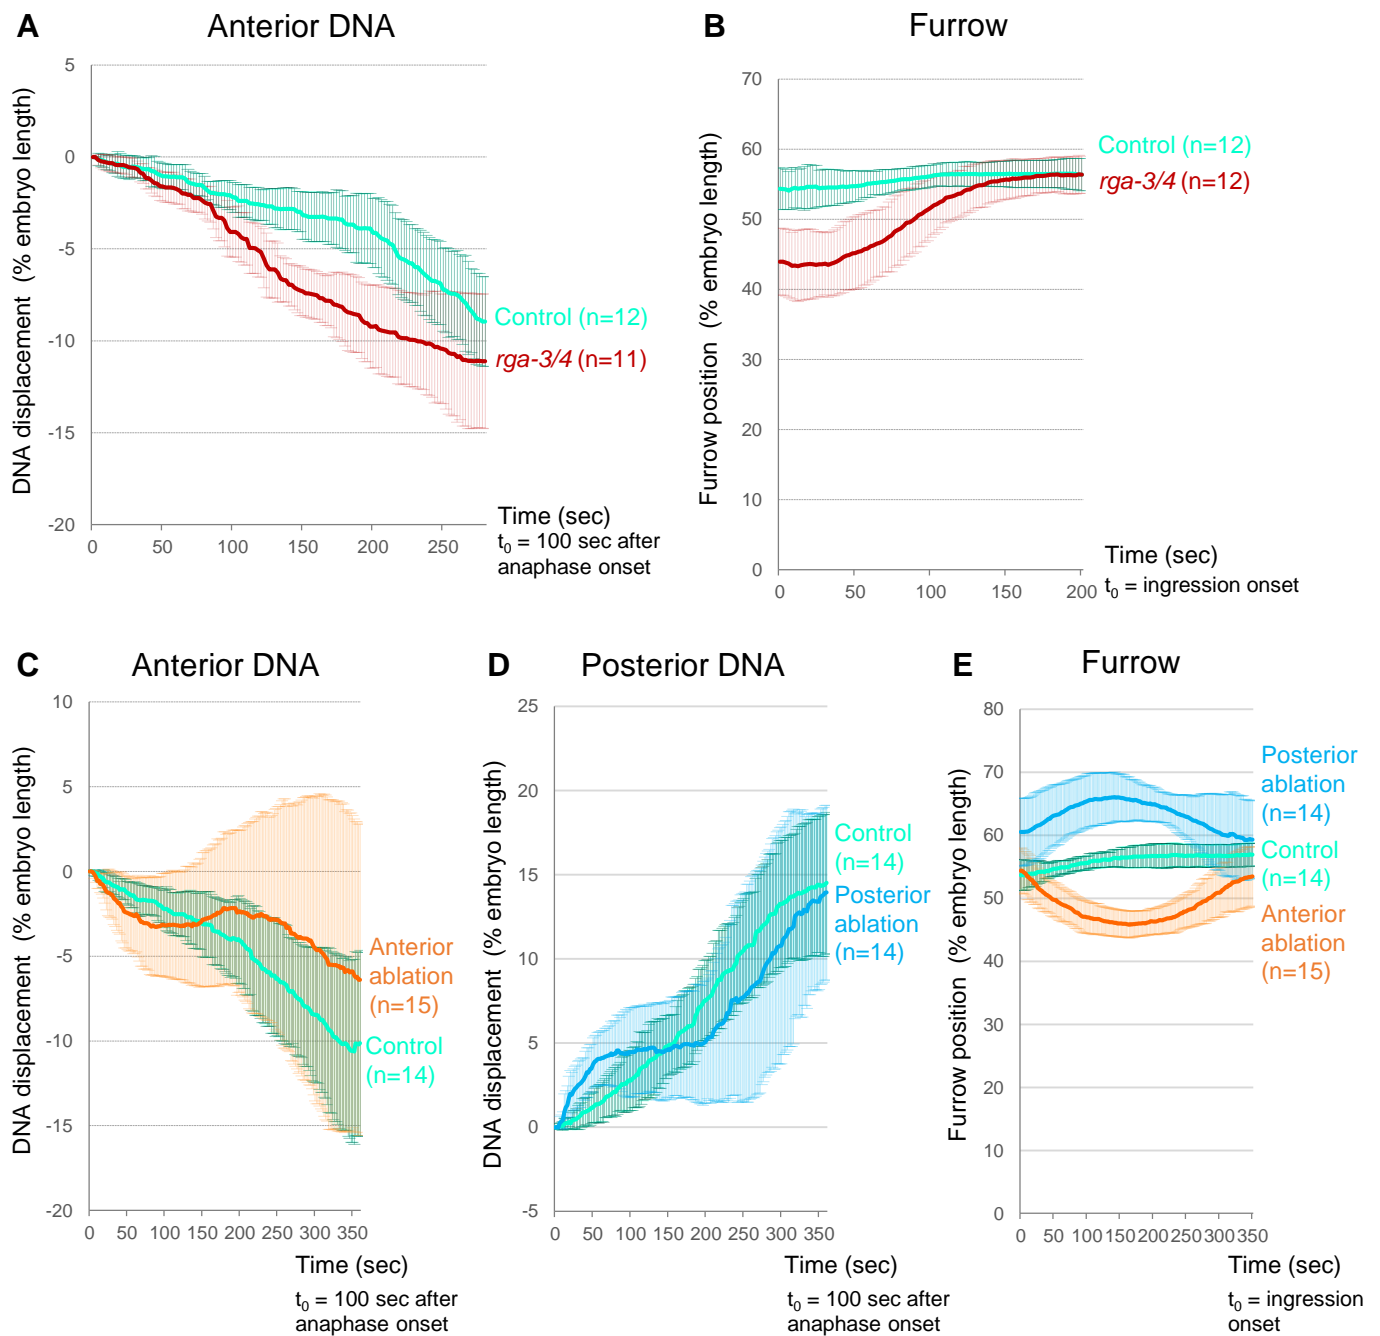 A
Anterior DNA
DNA displacement (% embryo length)
5
0
-5
-10
-15
-20
0
50
100
150
200
250
Control (n=12)
rga-3/4 (n=11)
Time (sec)
t0 = 100 sec after
anaphase onset
B
Furrow
Furrow position (% embryo length)
70
60
50
40
30
20
10
0
0
50
100
150
200
Control (n=12)
rga-3/4 (n=12)
Time (sec)
t0 = ingression onset
C
Anterior DNA
DNA displacement (% embryo length)
10
5
0
-5
-10
-15
-20
0
50
100
150
200
250
300
350
Anterior
ablation
(n=15)
Control
(n=14)
Time (sec)
t0 = 100 sec after
anaphase onset
D
Posterior DNA
DNA displacement (% embryo length)
25
20
15
10
5
0
-5
0
50
100
150
200
250
300
350
Control
(n=14)
Posterior
ablation
(n=14)
Time (sec)
t0 = 100 sec after
anaphase onset
E
Furrow
Furrow position (% embryo length)
80
70
60
50
40
30
20
10
0
0
50
100
150
200
250
300
350
Posterior
ablation
(n=14)
Control
(n=14)
Anterior
ablation
(n=15)
Time (sec)
t0 = ingression
onset